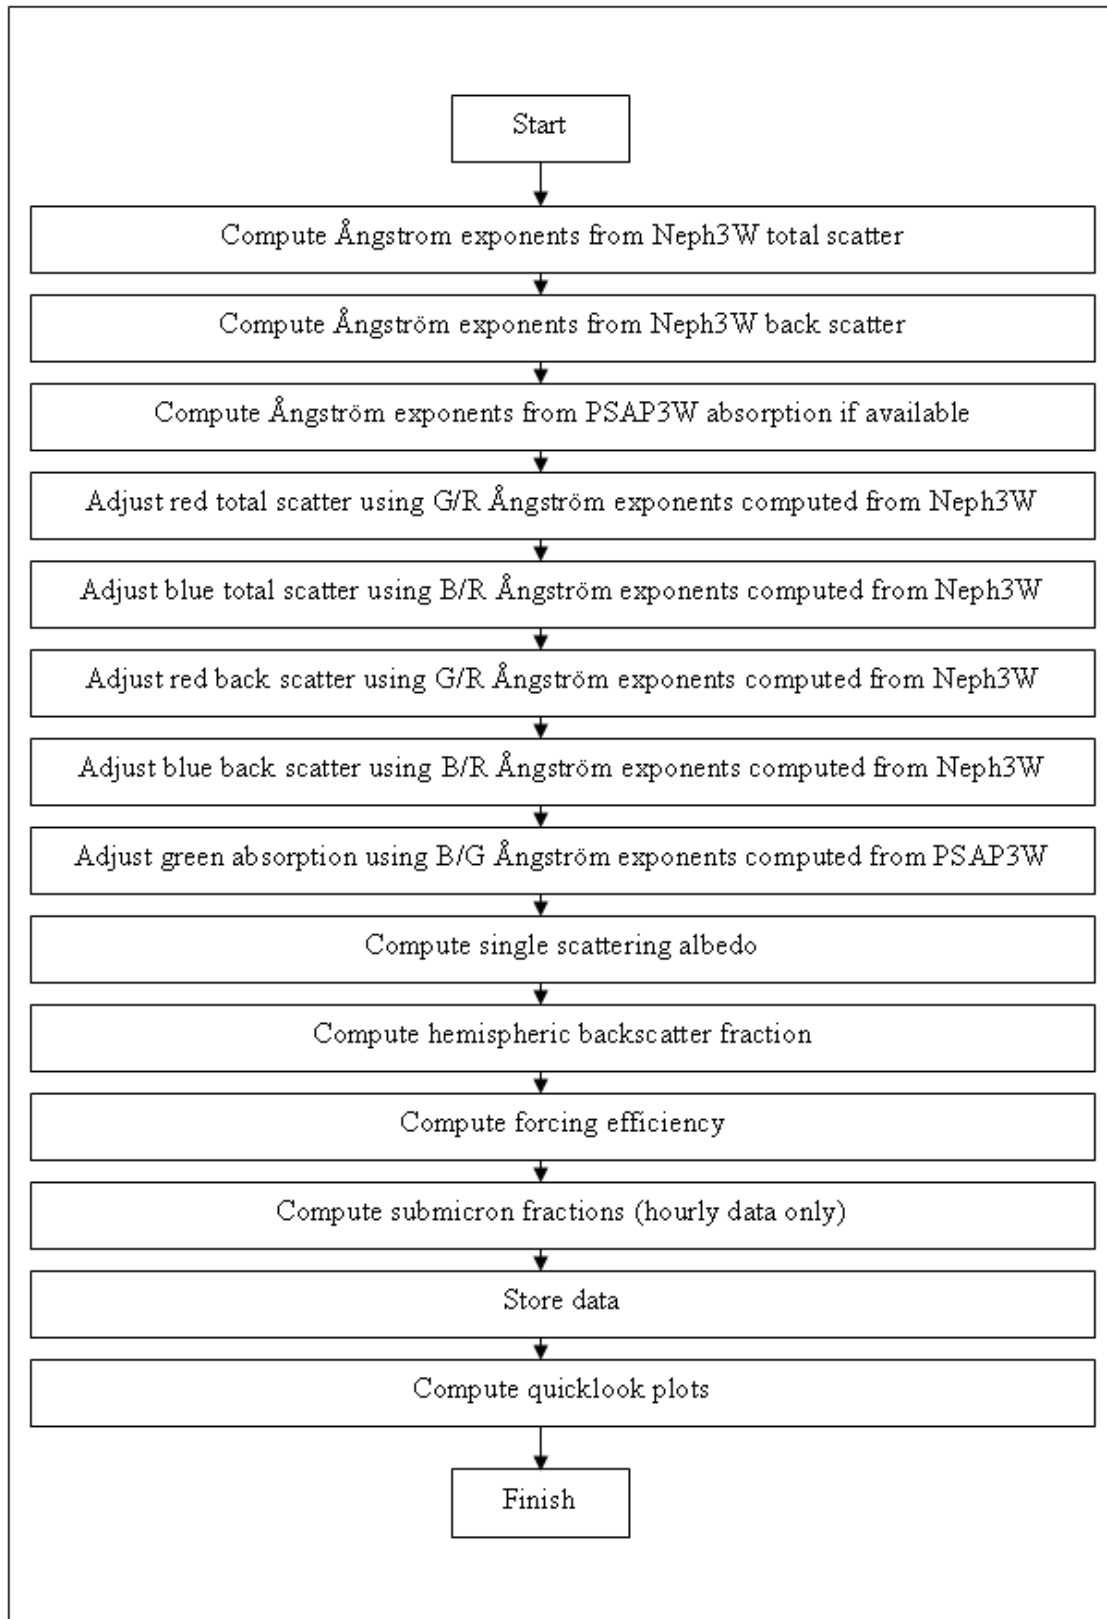 Start
Compute Ångstrom exponents from Neph3W total scatter
Compute Ångström exponents from Neph3W back scatter
Compute Ångström exponents from PSAP3W absorption if available
Adjust red total scatter using G/R Ångström exponents computed from Neph3W
Adjust blue total scatter using B/R Ångström exponents computed from Neph3W
Adjust red back scatter using G/R Ångström exponents computed from Neph3W
Adjust blue back scatter using B/R Ångström exponents computed from Neph3W
Adjust green absorption using B/G Ångström exponents computed from PSAP3W
Compute single scattering albedo
Compute hemispheric backscatter fraction
Compute forcing efficiency
Compute submicron fractions (hourly data only)
Store data
Compute quicklook plots
Finish